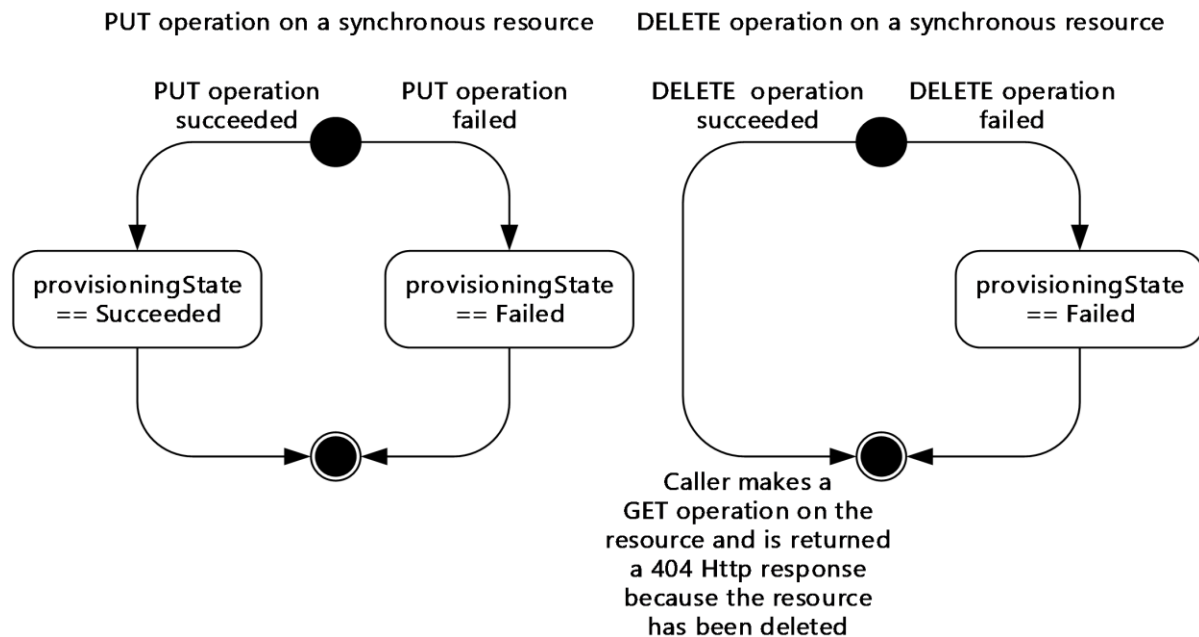 PUT operation on a synchronous resource
PUT operation
succeeded
PUT operation
failed
provisioningState
== Succeeded
provisioningState
== Failed
DELETE operation on a synchronous resource
DELETE operation
succeeded
DELETE operation
failed
provisioningState
== Failed
Caller makes a
GET operation on the
resource and is returned
a 404 Http response
because the resource
has been deleted